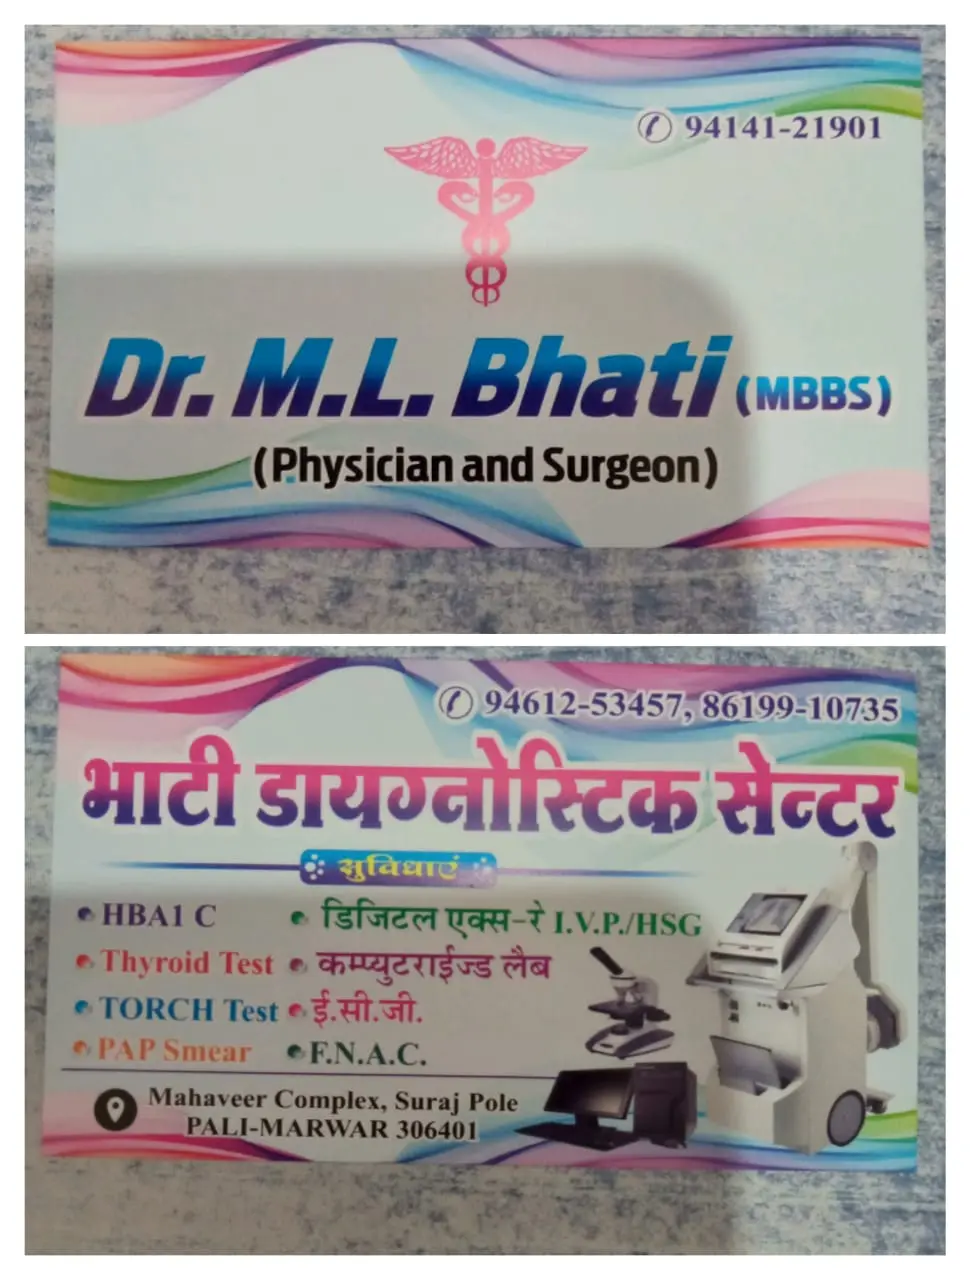 94141-21901
Dr. M.L. Bhati (MBBS)
(Physician and Surgeon)
94612-53457, 86199-10735
भाटी डायग्नोस्टिक सेन्टर
सुविधाएं
• HBA1 C • डिजिटल एक्स-रे I.V.P./HSG
• Thyroid Test • कम्प्युटराईज्ड लैब
• TORCH Test • ई.सी.जी.
• PAP Smear • F.N.A.C.
Mahaveer Complex, Suraj Pole
PALI-MARWAR 306401